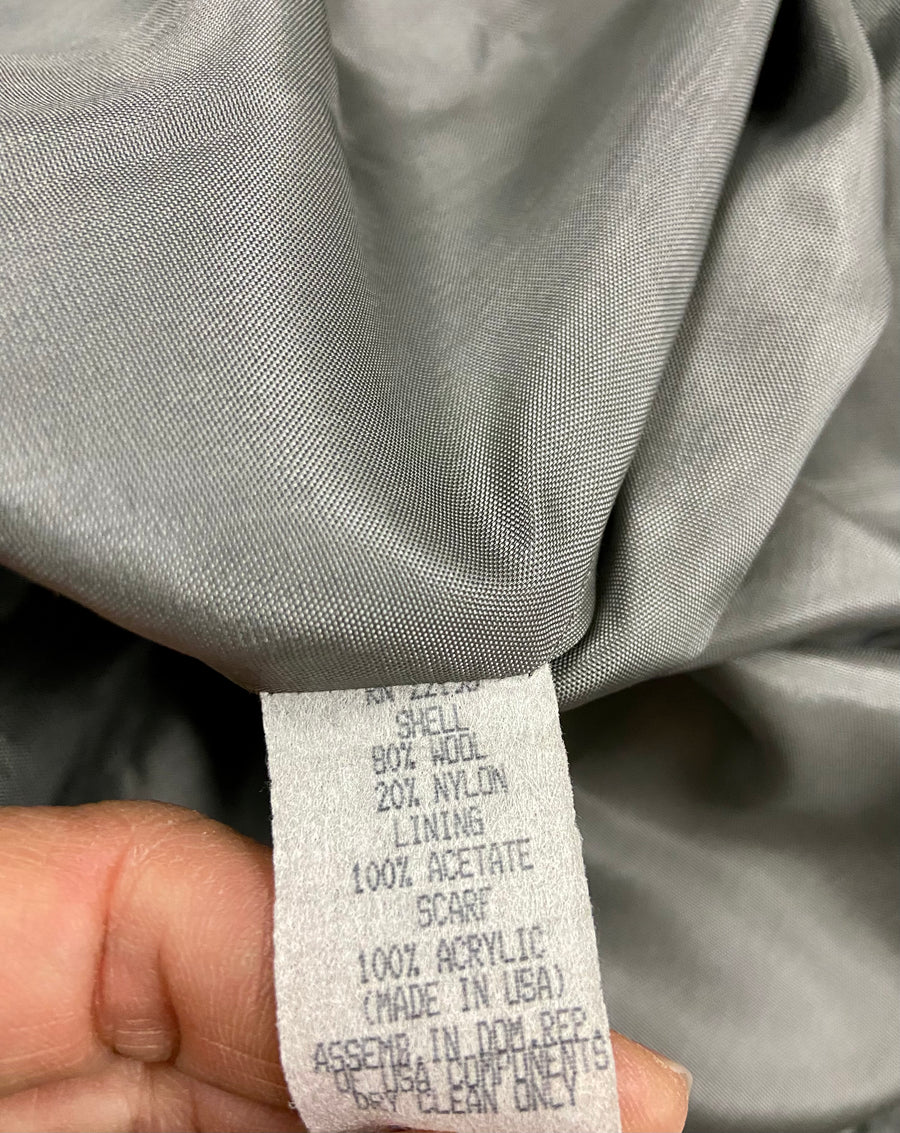 RN
SHELL
80% WOOL
20% NYLON
LINING
100% ACETATE
SCARF
100% ACRYLIC
(MADE IN USA)
ASSEMB.IN DOM.REP.
OF USA COMPONENTS
DRY CLEAN ONLY